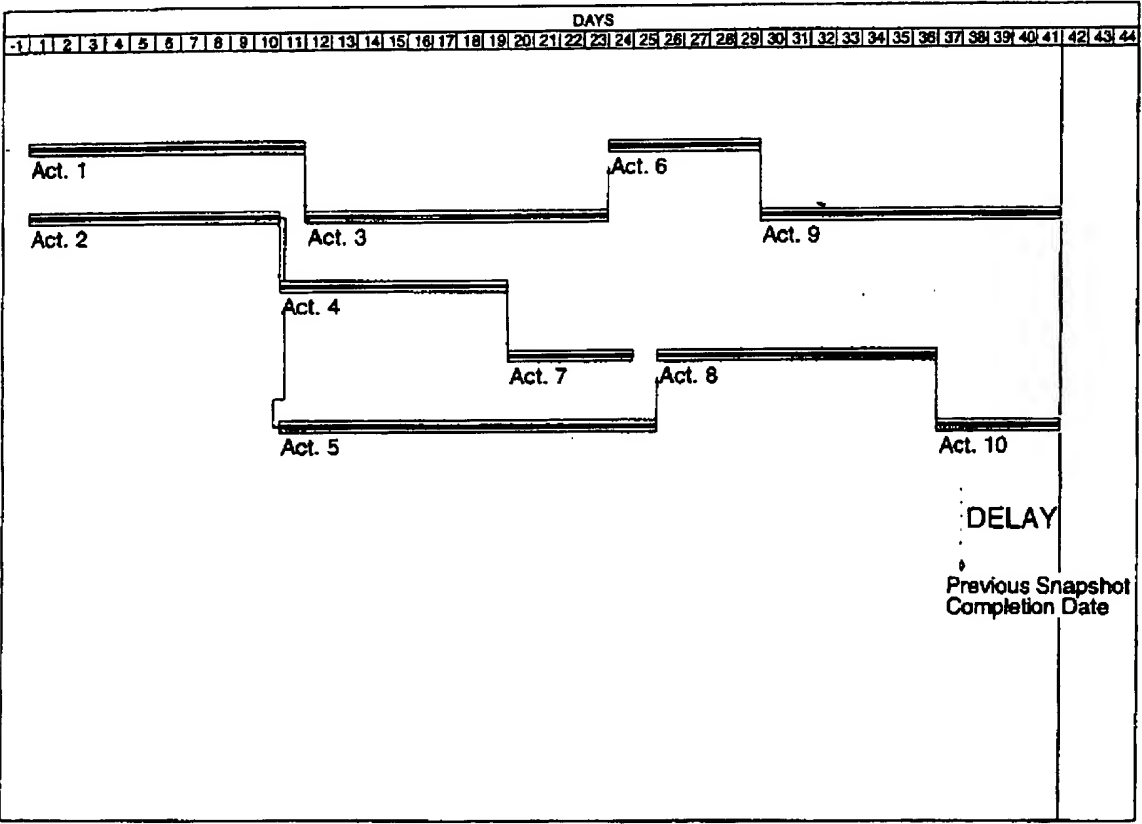 DAYS
-1 1 2 3 4 5 6 7 8 9 10 11 12 13 14 15 16 17 18 19 20 21 22 23 24 25 26 27 28 29 30 31 32 33 34 35 36 37 38 39 40 41 42 43 44
Act. 1
Act. 6
Act. 2
Act. 3
Act. 9
Act. 4
Act. 7
Act. 8
Act. 5
Act. 10
DELAY
Previous Snapshot
Completion Date